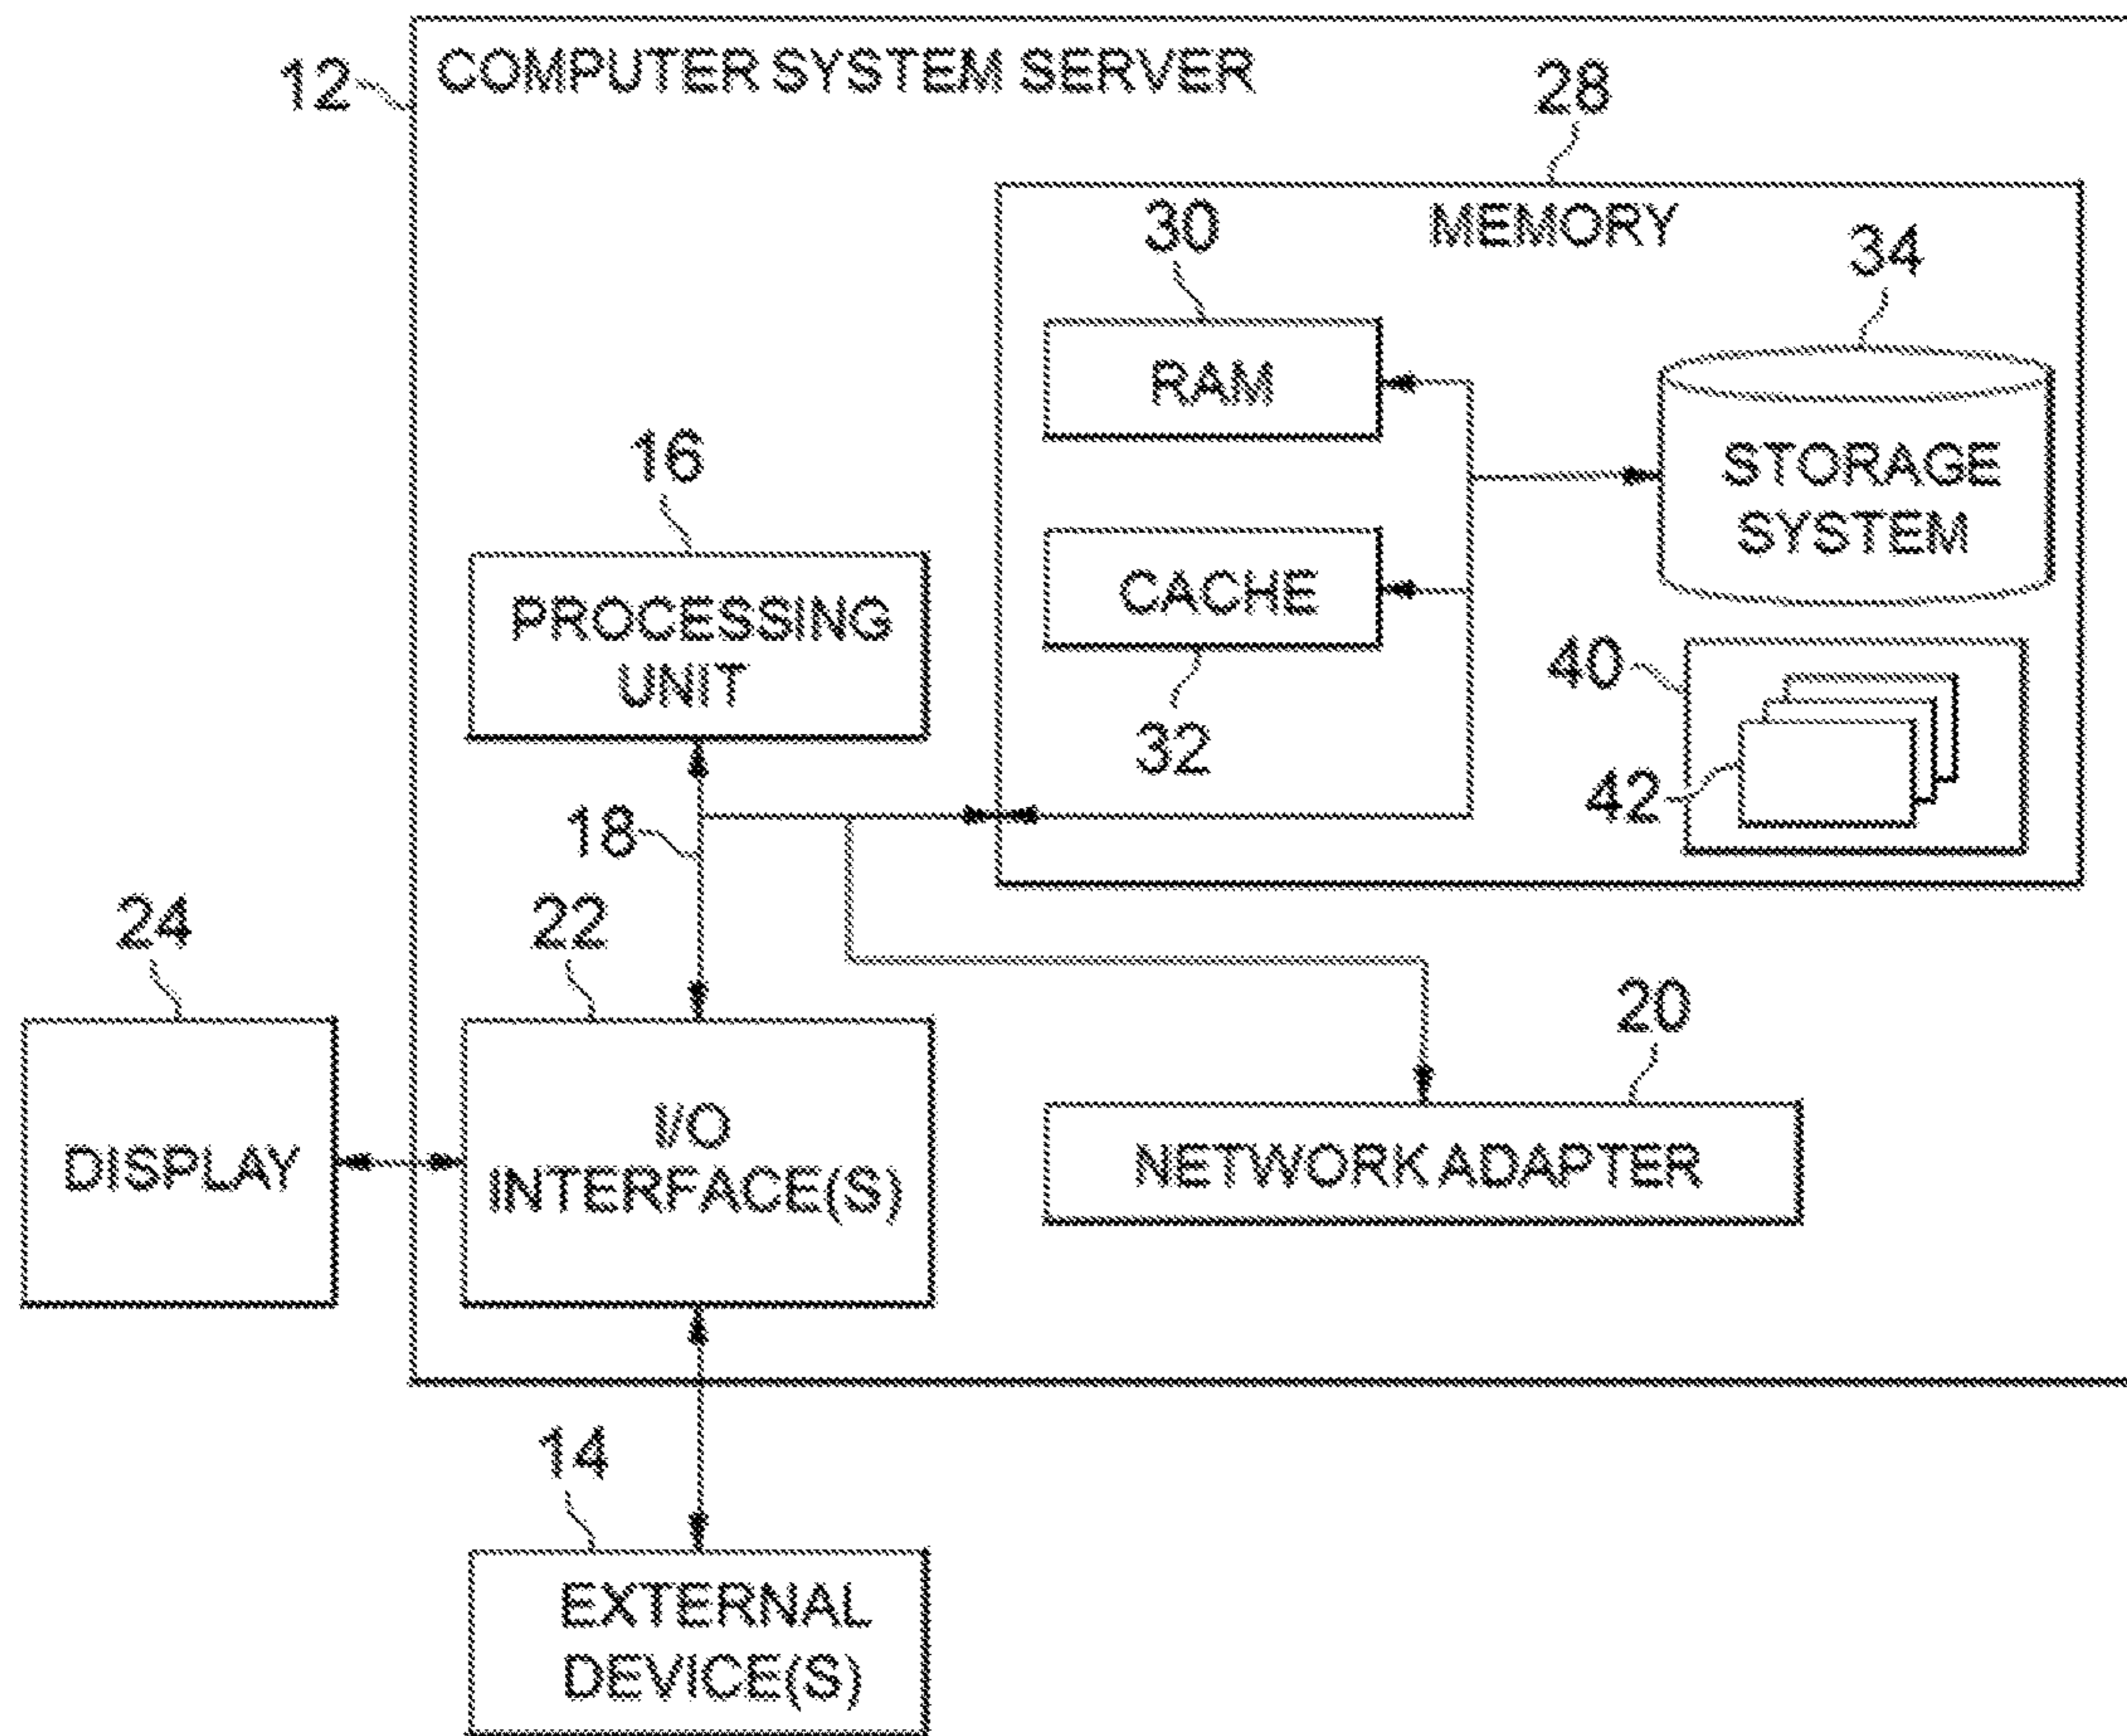 12
COMPUTER SYSTEM SERVER
28
MEMORY
30
34
RAM
STORAGE
SYSTEM
16
PROCESSING
UNIT
CACHE
32
40
42
18
24
22
20
DISPLAY
I/O
INTERFACE(S)
NETWORK ADAPTER
14
EXTERNAL
DEVICE(S)